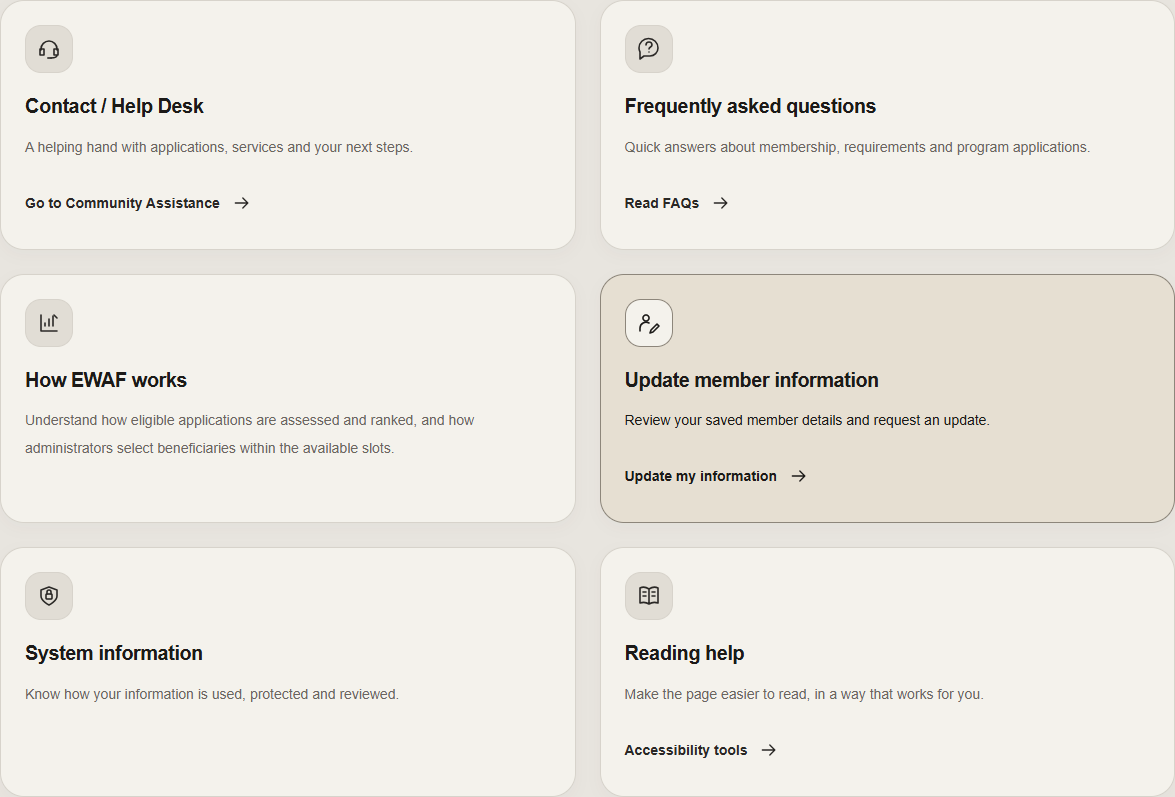 Contact / Help Desk
A helping hand with applications, services and your next steps.
Go to Community Assistance
Frequently asked questions
Quick answers about membership, requirements and program applications.
Read FAQs
How EWAF works
Understand how eligible applications are assessed and ranked, and how
administrators select beneficiaries within the available slots.
Update member information
Review your saved member details and request an update.
Update my information
System information
Know how your information is used, protected and reviewed.
Reading help
Make the page easier to read, in a way that works for you.
Accessibility tools